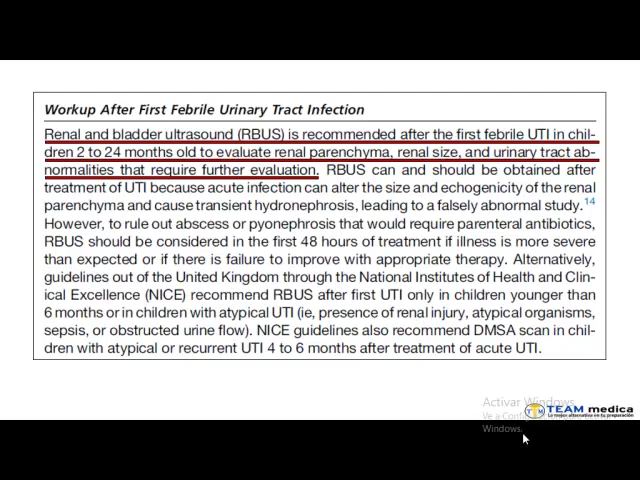 Workup After First Febrile Urinary Tract Infection
Renal and bladder ultrasound (RBUS) is recommended after the first febrile UTI in chil-
dren 2 to 24 months old to evaluate renal parenchyma, renal size, and urinary tract ab-
normalities that require further evaluation. RBUS can and should be obtained after
treatment of UTI because acute infection can alter the size and echogenicity of the renal
parenchyma and cause transient hydronephrosis, leading to a falsely abnormal study.14
However, to rule out abscess or pyonephrosis that would require parenteral antibiotics,
RBUS should be considered in the first 48 hours of treatment if illness is more severe
than expected or if there is failure to improve with appropriate therapy. Alternatively,
guidelines out of the United Kingdom through the National Institutes of Health and Clin-
ical Excellence (NICE) recommend RBUS after first UTI only in children younger than
6 months or in children with atypical UTI (ie, presence of renal injury, atypical organisms,
sepsis, or obstructed urine flow). NICE guidelines also recommend DMSA scan in chil-
dren with atypical or recurrent UTI 4 to 6 months after treatment of acute UTI.
Activar Windows
Ve a
Windows.
TEAM medica
La mejor alternativa en tu preparación